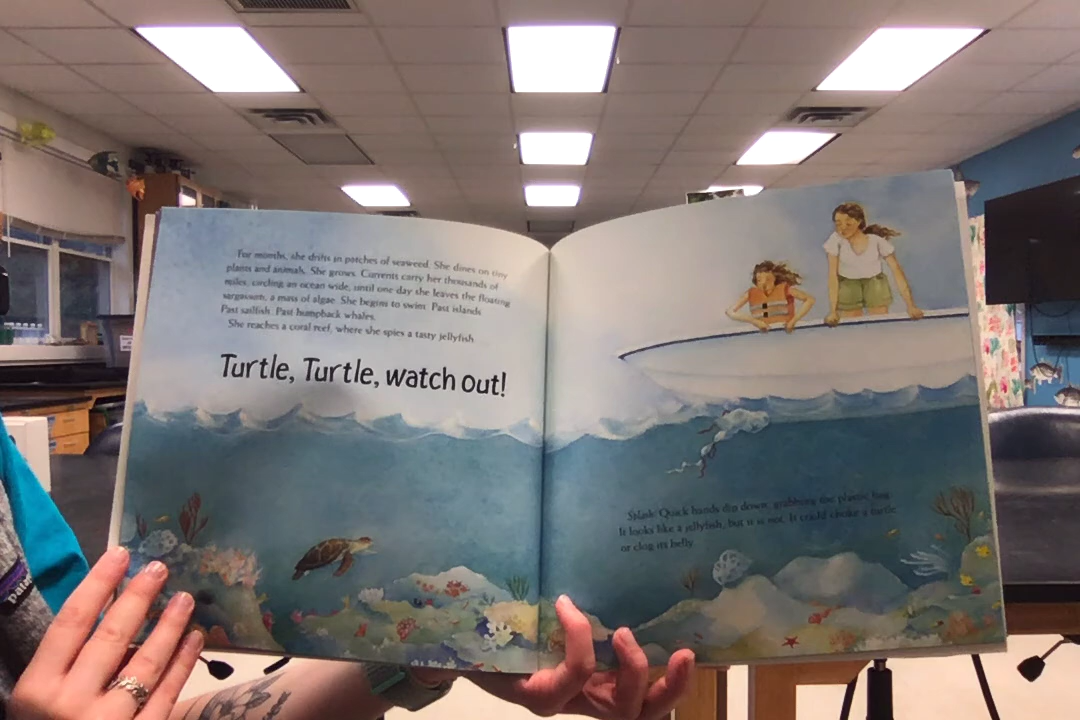 For months, she drifts in patches of seaweed. She dines on tiny
plants and animals. She grows. Currents carry her thousands of
miles, circling an ocean wide, until one day she leaves the floating
sargassum, a mass of algae. She begins to swim. Past islands.
Past sailfish. Past humpback whales.
She reaches a coral reef, where she spies a tasty jellyfish.
Turtle, Turtle, watch out!
Splash! Quick hands dip down, grabbing the plastic bag.
It looks like a jellyfish, but it is not. It could choke a turtle
or clog its belly.